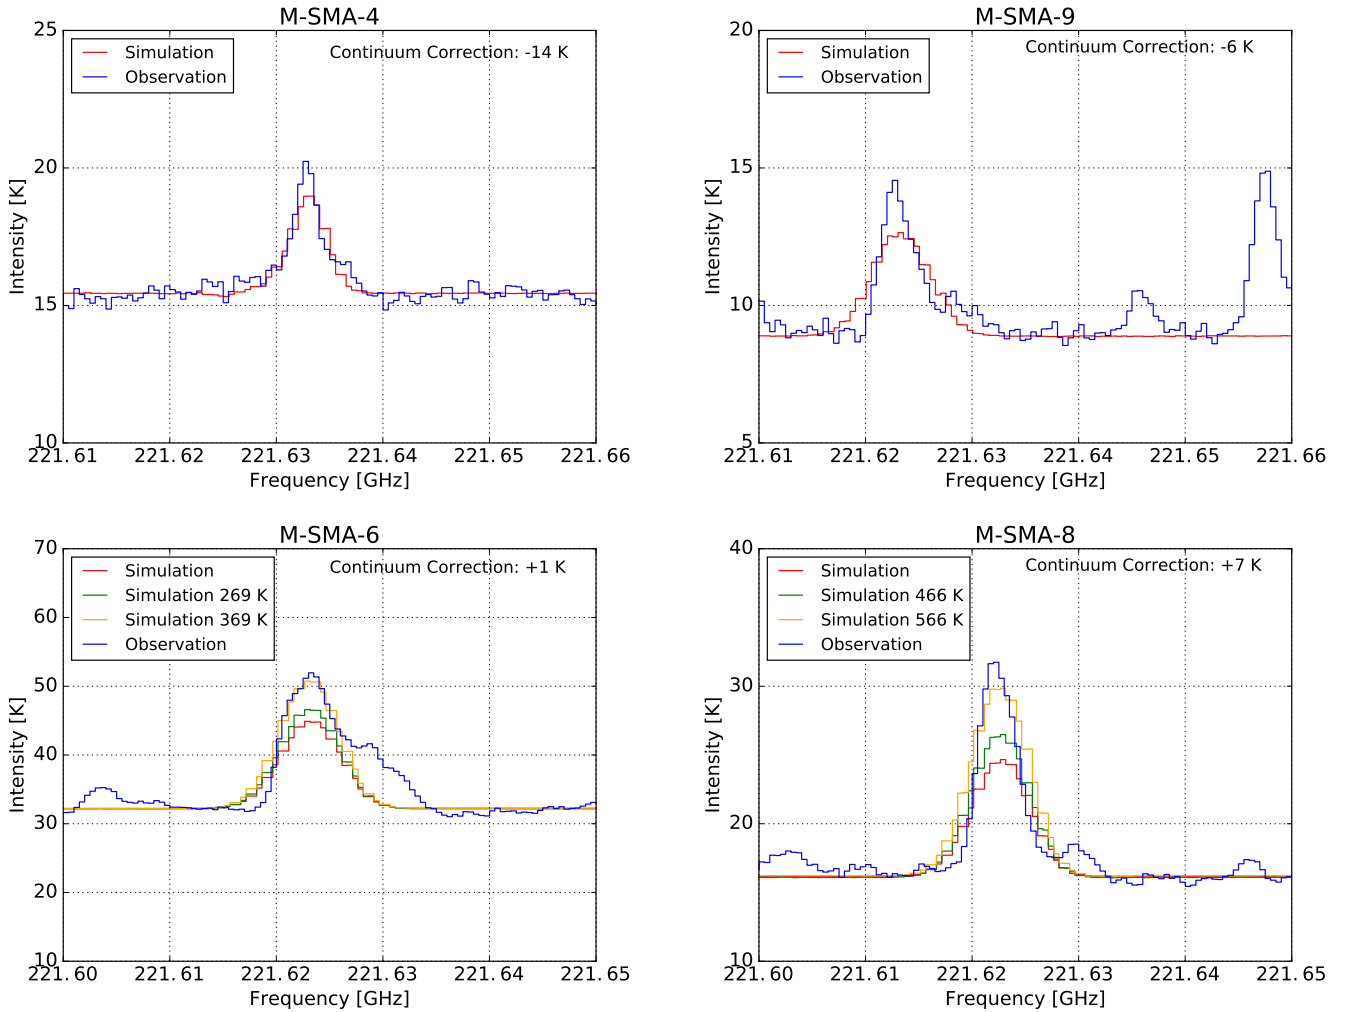 M-SMA-4
Simulation
Observation
Continuum Correction: -14 K
Intensity [K]
25
20
15
10
221.61 221.62 221.63 221.64 221.65 221.66
Frequency [GHz]
M-SMA-9
Simulation
Observation
Continuum Correction: -6 K
Intensity [K]
20
15
10
5
221.61 221.62 221.63 221.64 221.65 221.66
Frequency [GHz]
M-SMA-6
Simulation
Simulation 269 K
Simulation 369 K
Observation
Continuum Correction: +1 K
Intensity [K]
70
60
50
40
30
20
10
221.60 221.61 221.62 221.63 221.64 221.65
Frequency [GHz]
M-SMA-8
Simulation
Simulation 466 K
Simulation 566 K
Observation
Continuum Correction: +7 K
Intensity [K]
40
30
20
10
221.60 221.61 221.62 221.63 221.64 221.65
Frequency [GHz]